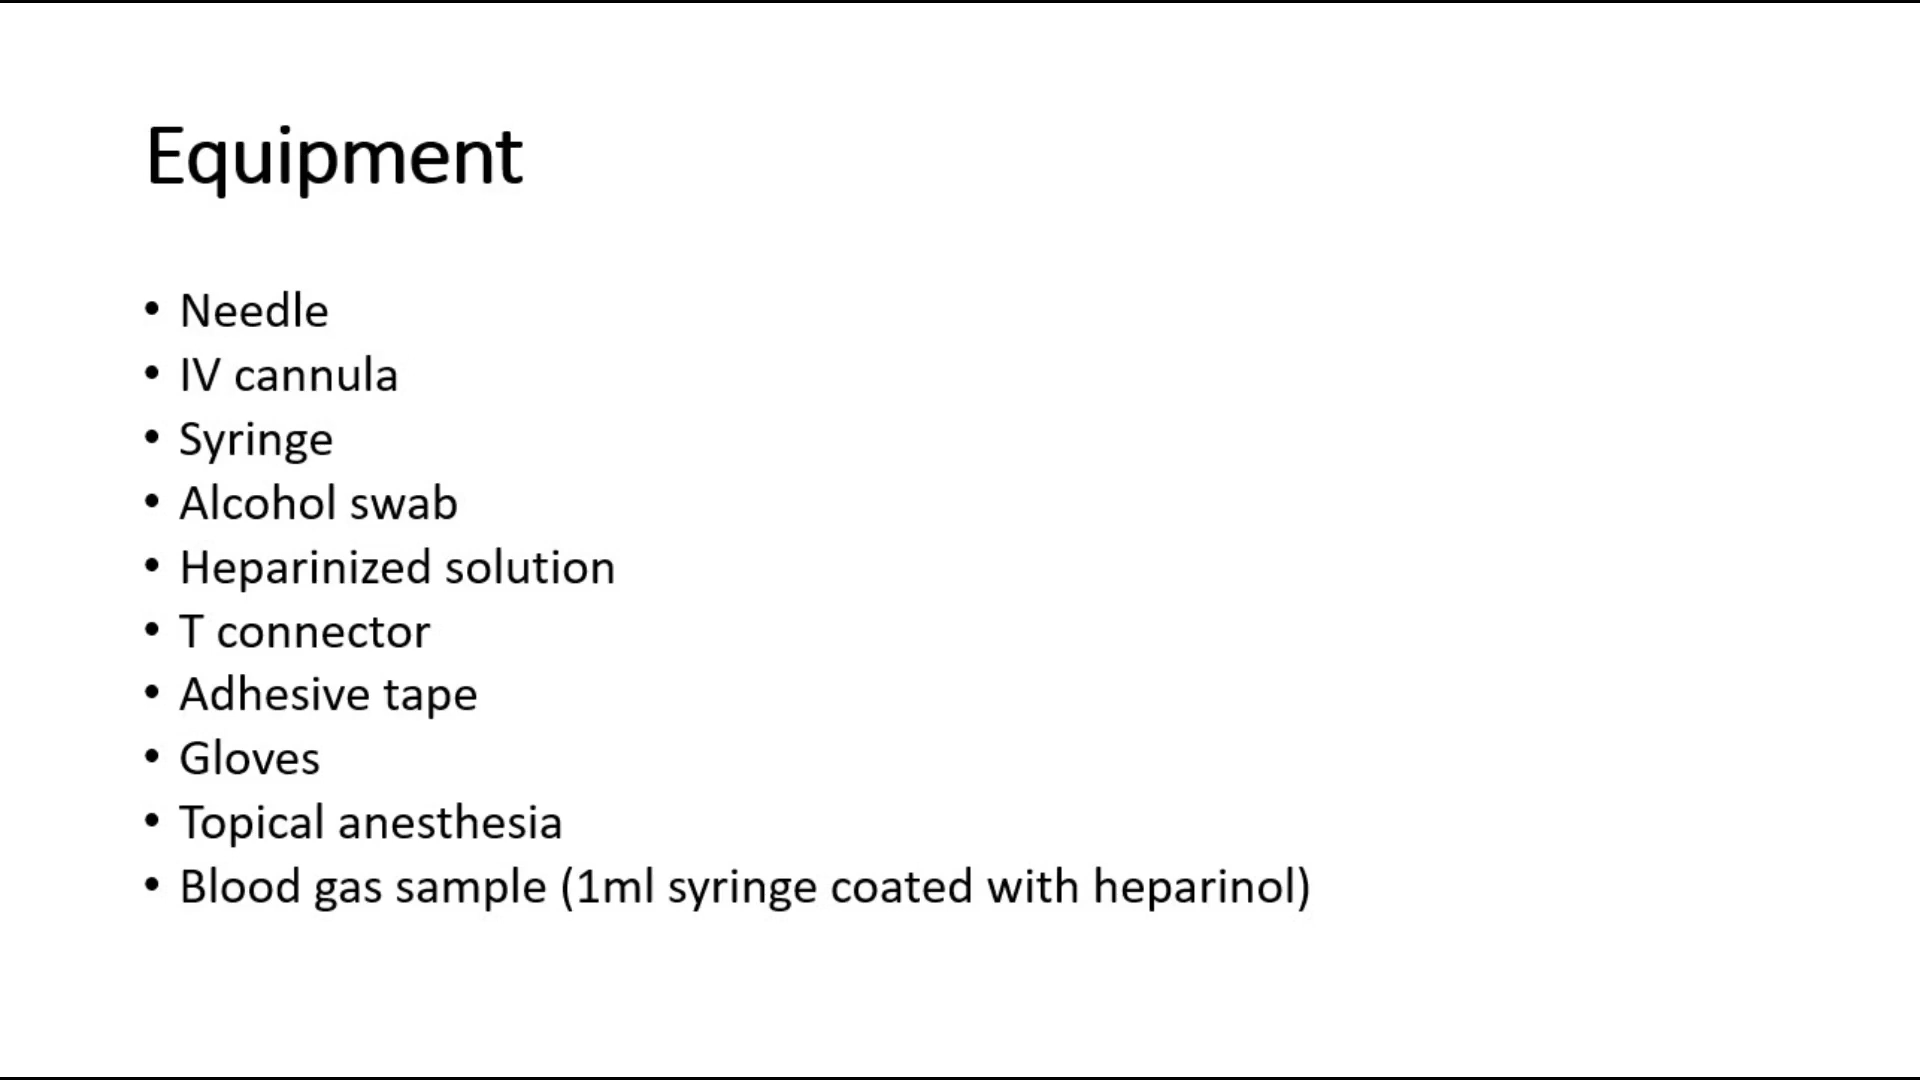 Equipment
• Needle
• IV cannula
• Syringe
• Alcohol swab
• Heparinized solution
• T connector
• Adhesive tape
• Gloves
• Topical anesthesia
• Blood gas sample (1ml syringe coated with heparinol)